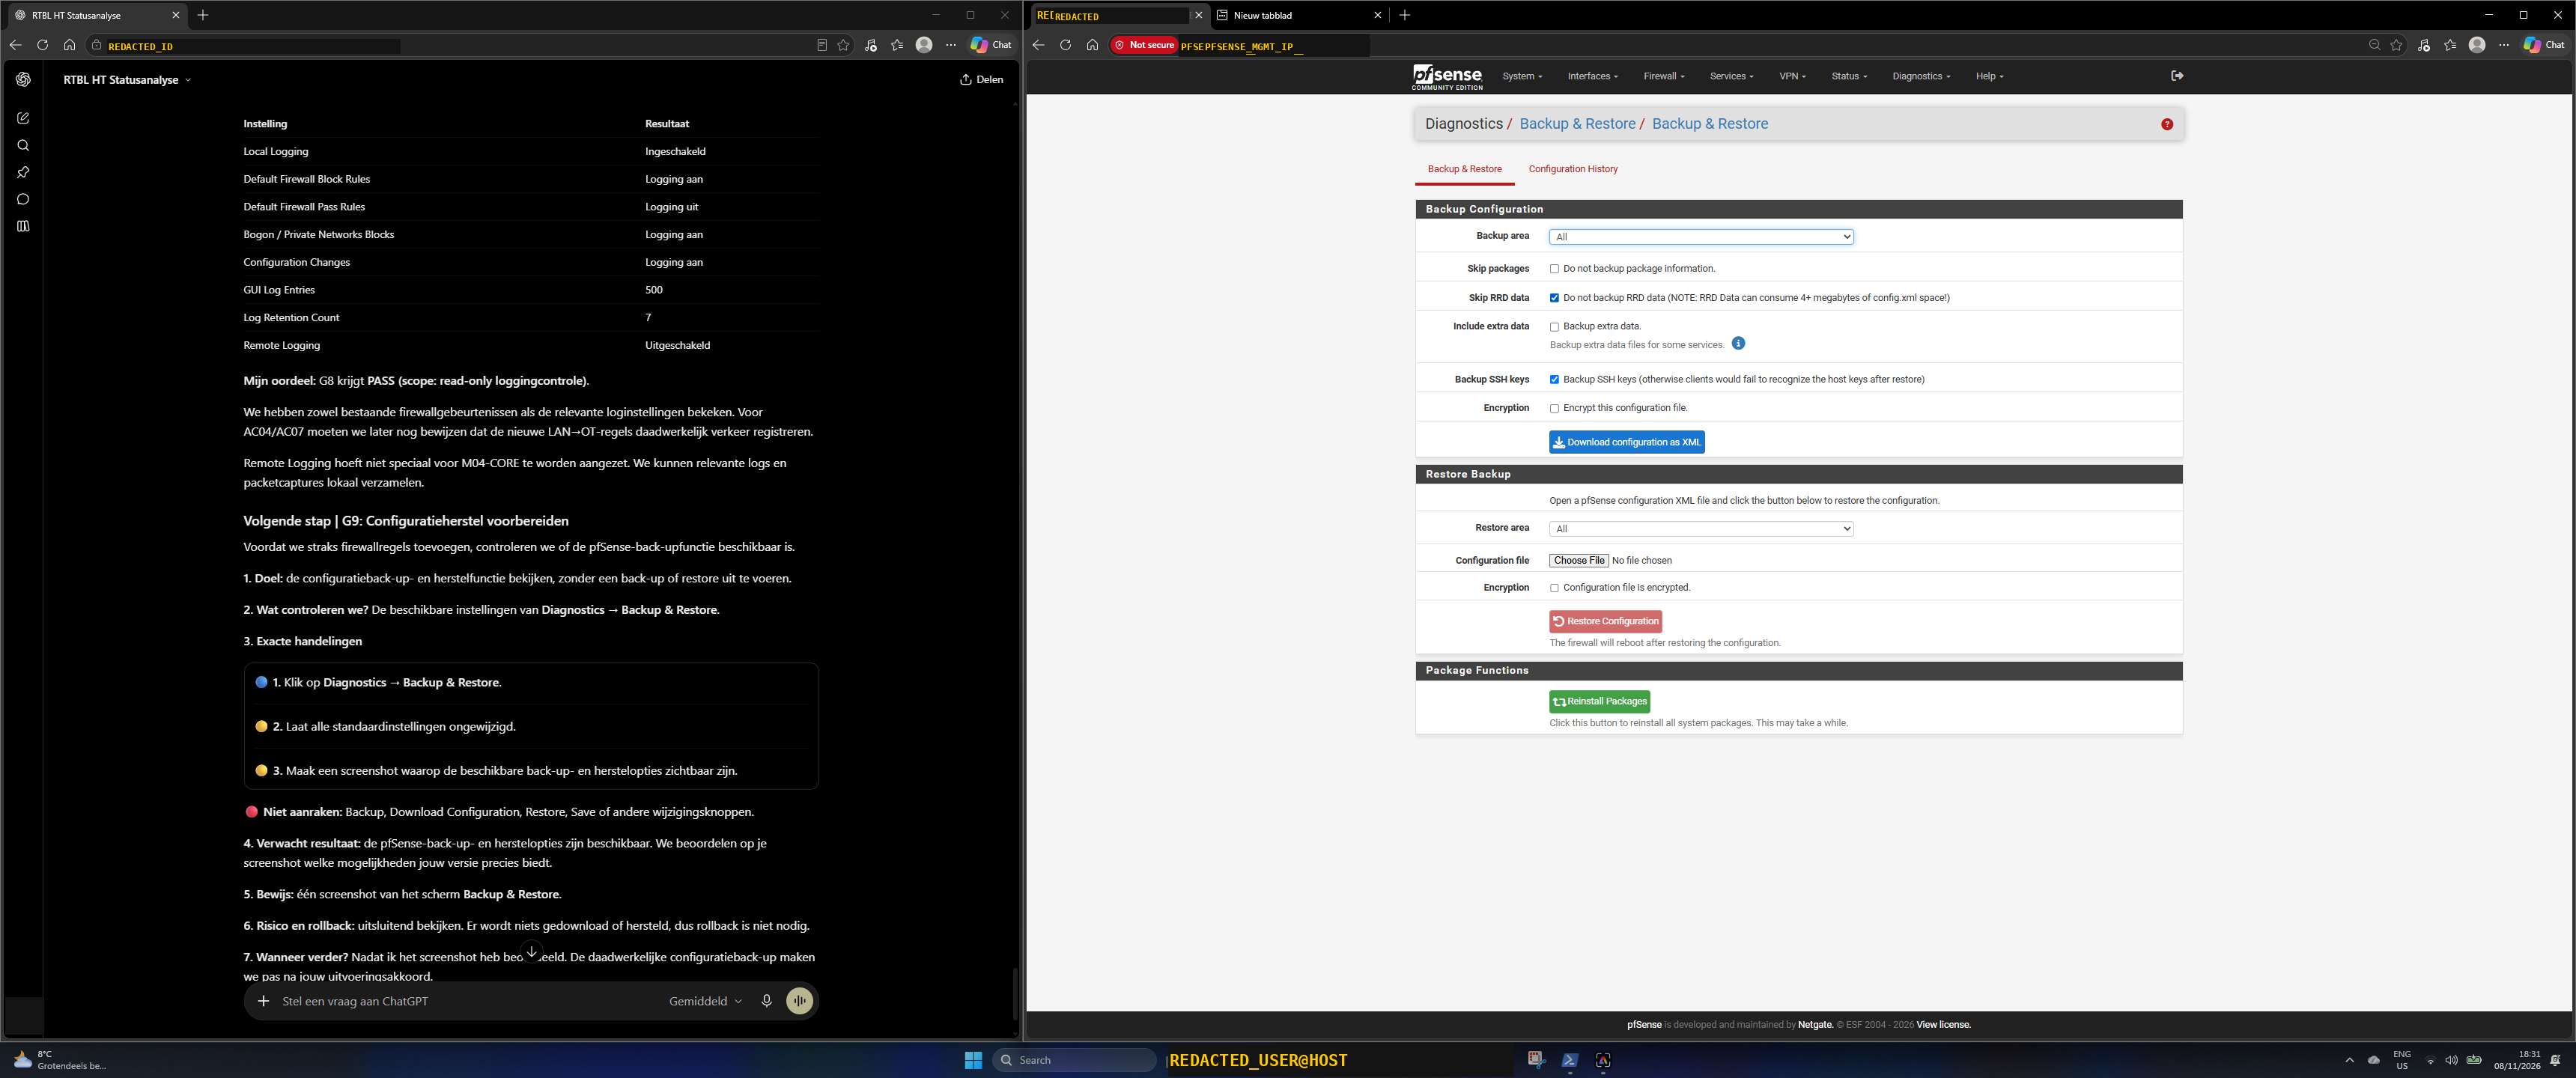 RTBL HT Statusanalyse
REDACTED_ID
Chat
RTBL HT Statusanalyse
Delen
Instelling Resultaat
Local Logging Ingeschakeld
Default Firewall Block Rules Logging aan
Default Firewall Pass Rules Logging uit
Bogon / Private Networks Blocks Logging aan
Configuration Changes Logging aan
GUI Log Entries 500
Log Retention Count 7
Remote Logging Uitgeschakeld
Mijn oordeel: G8 krijgt PASS (scope: read-only loggingcontrole).
We hebben zowel bestaande firewallgebeurtenissen als de relevante loginstellingen bekeken. Voor
AC04/AC07 moeten we later nog bewijzen dat de nieuwe LAN→OT-regels daadwerkelijk verkeer registreren.
Remote Logging hoeft niet speciaal voor M04-CORE te worden aangezet. We kunnen relevante logs en
packetcaptures lokaal verzamelen.
Volgende stap | G9: Configuratieherstel voorbereiden
Voordat we straks firewallregels toevoegen, controleren we of de pfSense-back-upfunctie beschikbaar is.
1. Doel: de configuratieback-up- en herstelfunctie bekijken, zonder een back-up of restore uit te voeren.
2. Wat controleren we? De beschikbare instellingen van Diagnostics → Backup & Restore.
3. Exacte handelingen
1. Klik op Diagnostics → Backup & Restore.
2. Laat alle standaardinstellingen ongewijzigd.
3. Maak een screenshot waarop de beschikbare back-up- en herstelopties zichtbaar zijn.
Niet aanraken: Backup, Download Configuration, Restore, Save of andere wijzigingsknoppen.
4. Verwacht resultaat: de pfSense-back-up- en herstelopties zijn beschikbaar. We beoordelen op je
screenshot welke mogelijkheden jouw versie precies biedt.
5. Bewijs: één screenshot van het scherm Backup & Restore.
6. Risico en rollback: uitsluitend bekijken. Er wordt niets gedownload of hersteld, dus rollback is niet nodig.
7. Wanneer verder? Nadat ik het screenshot heb eeld. De daadwerkelijke configuratieback-up maken
we pas na jouw uitvoeringsakkoord.
Stel een vraag aan ChatGPT Gemiddeld
REDACTED
Nieuw tabblad
Not secure PFSEPFSENSE_MGMT_IP__
Chat
pfsense
COMMUNITY EDITION
System Interfaces Firewall Services VPN Status Diagnostics Help
Diagnostics / Backup & Restore / Backup & Restore
Backup & Restore Configuration History
Backup Configuration
Backup area All
Skip packages Do not backup package information.
Skip RRD data Do not backup RRD data (NOTE: RRD Data can consume 4+ megabytes of config.xml space!)
Include extra data Backup extra data.
Backup extra data files for some services.
Backup SSH keys Backup SSH keys (otherwise clients would fail to recognize the host keys after restore)
Encryption Encrypt this configuration file.
Download configuration as XML
Restore Backup
Open a pfSense configuration XML file and click the button below to restore the configuration.
Restore area All
Configuration file Choose File No file chosen
Encryption Configuration file is encrypted.
Restore Configuration
The firewall will reboot after restoring the configuration.
Package Functions
Reinstall Packages
Click this button to reinstall all system packages. This may take a while.
pfSense is developed and maintained by Netgate. © ESF 2004 - 2026 View license.
8°C
Grotendeels be...
Search
REDACTED_USER@HOST
ENG
US
18:31
08/11/2026